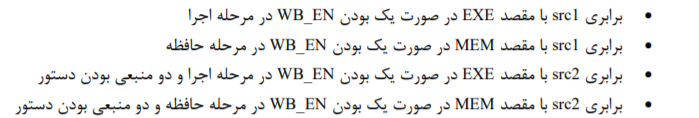 • برابری src1 با مقصد EXE در صورت یک بودن WB_EN در مرحله اجرا
• برابری src1 با مقصد MEM در صورت یک بودن WB_EN در مرحله حافظه
• برابری src2 با مقصد EXE در صورت یک بودن WB_EN در مرحله اجرا و دو منبعی بودن دستور
• برابری src2 با مقصد MEM در صورت یک بودن WB_EN در مرحله حافظه و دو منبعی بودن دستور